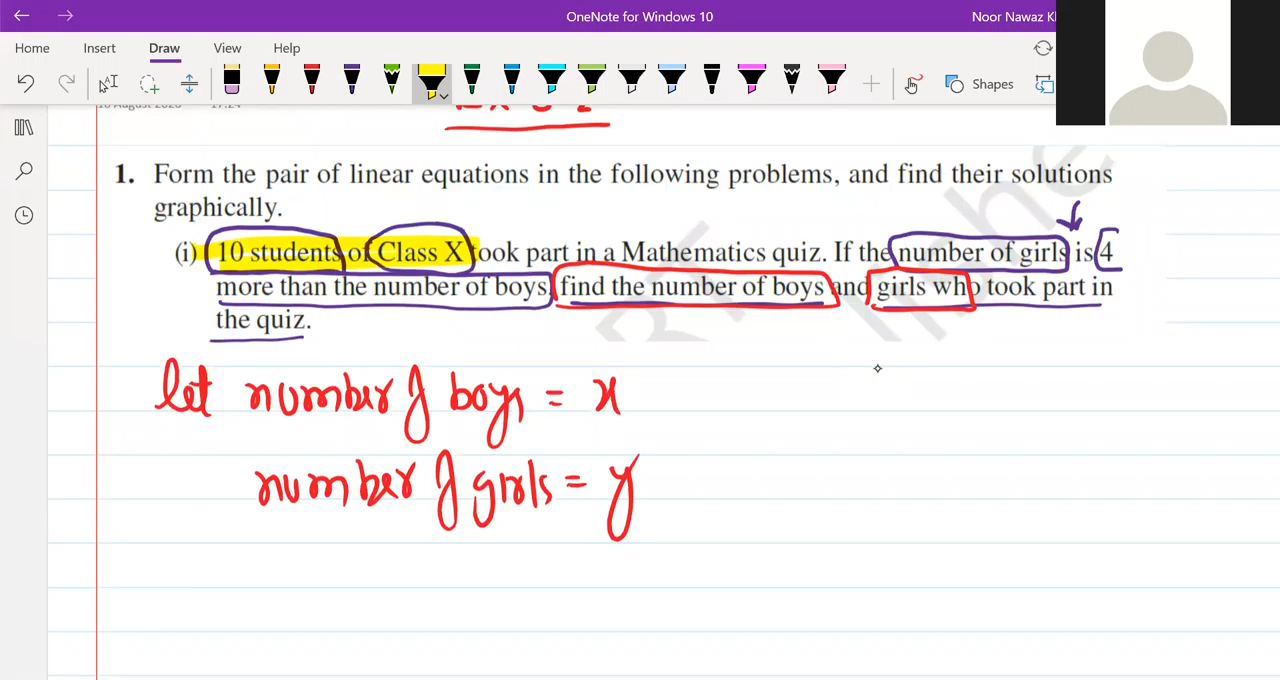 OneNote for Windows 10
Noor Nawaz
Home Insert Draw View Help
Shapes
17:24
1. Form the pair of linear equations in the following problems, and find their solutions
graphically.
(i) 10 students of Class X took part in a Mathematics quiz. If the number of girls is 4
more than the number of boys, find the number of boys and girls who took part in
the quiz.
let number of boys = x
number of girls = y